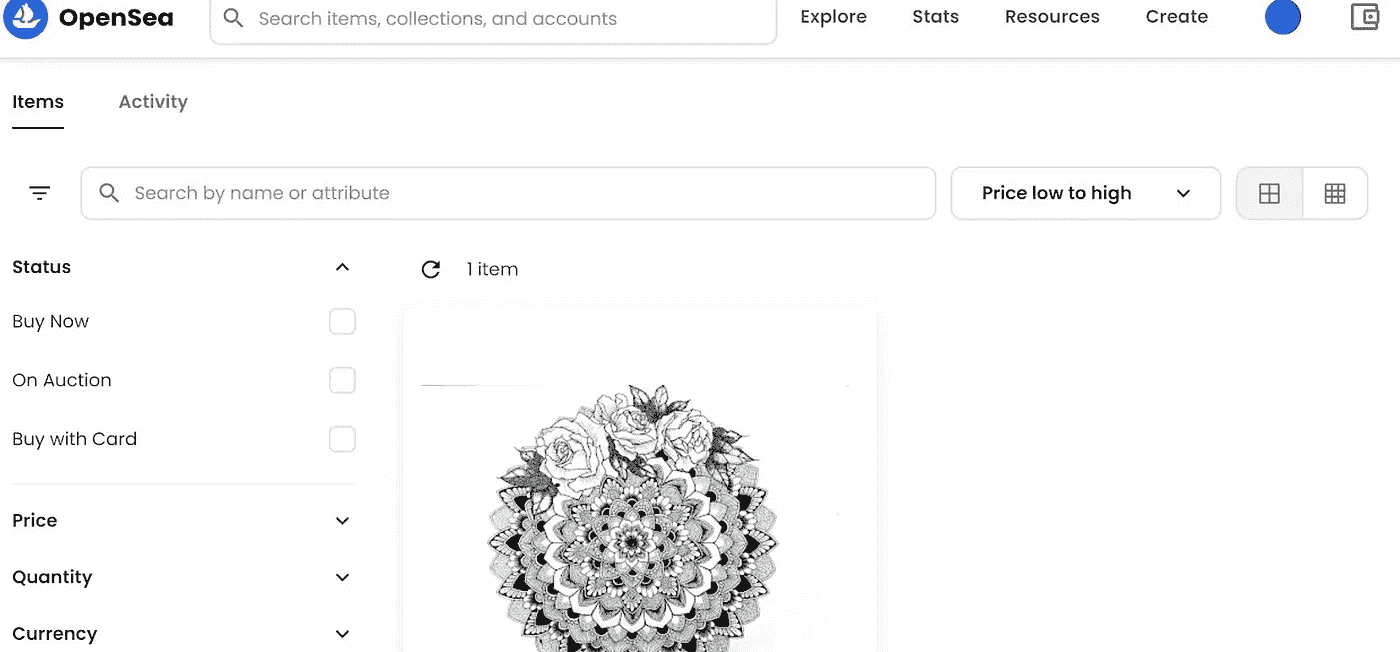 OpenSea
Search items, collections, and accounts
Explore
Stats
Resources
Create
Items
Activity
Search by name or attribute
Price low to high
Status
1 item
Buy Now
On Auction
Buy with Card
Price
Quantity
Currency